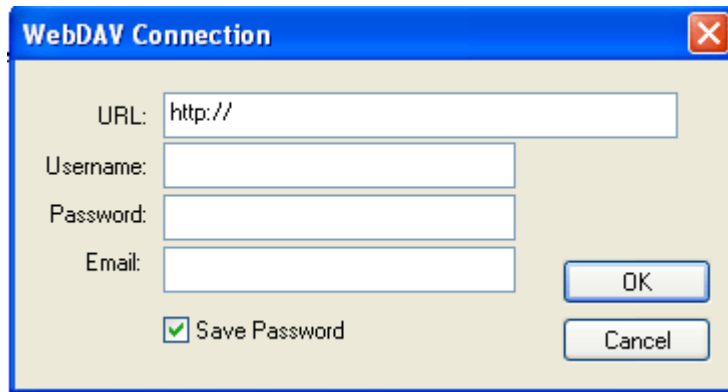 WebDAV Connection
URL: http://
Username:
Password:
Email:
OK
Save Password
Cancel